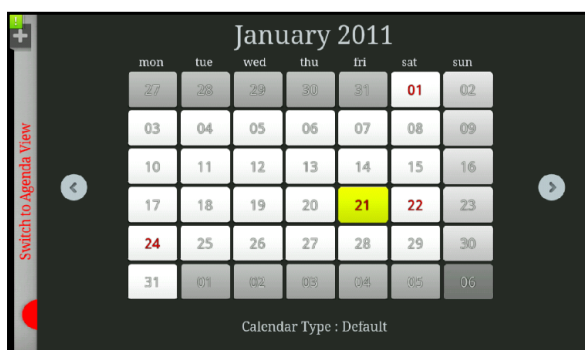 January 2011
mon tue wed thu fri sat sun
27 28 29 30 31 01 02
03 04 05 06 07 08 09
10 11 12 13 14 15 16
17 18 19 20 21 22 23
24 25 26 27 28 29 30
31 01 02 03 04 05 06
Switch to Agenda View
Calendar Type : Default